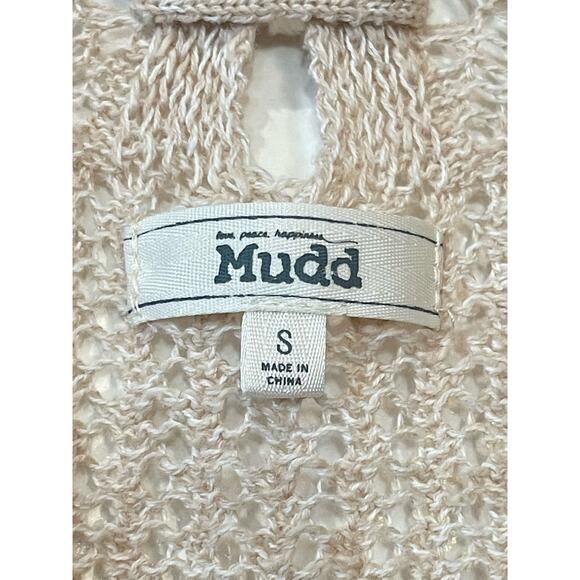 love, peace, happiness
Mudd
S
MADE IN
CHINA